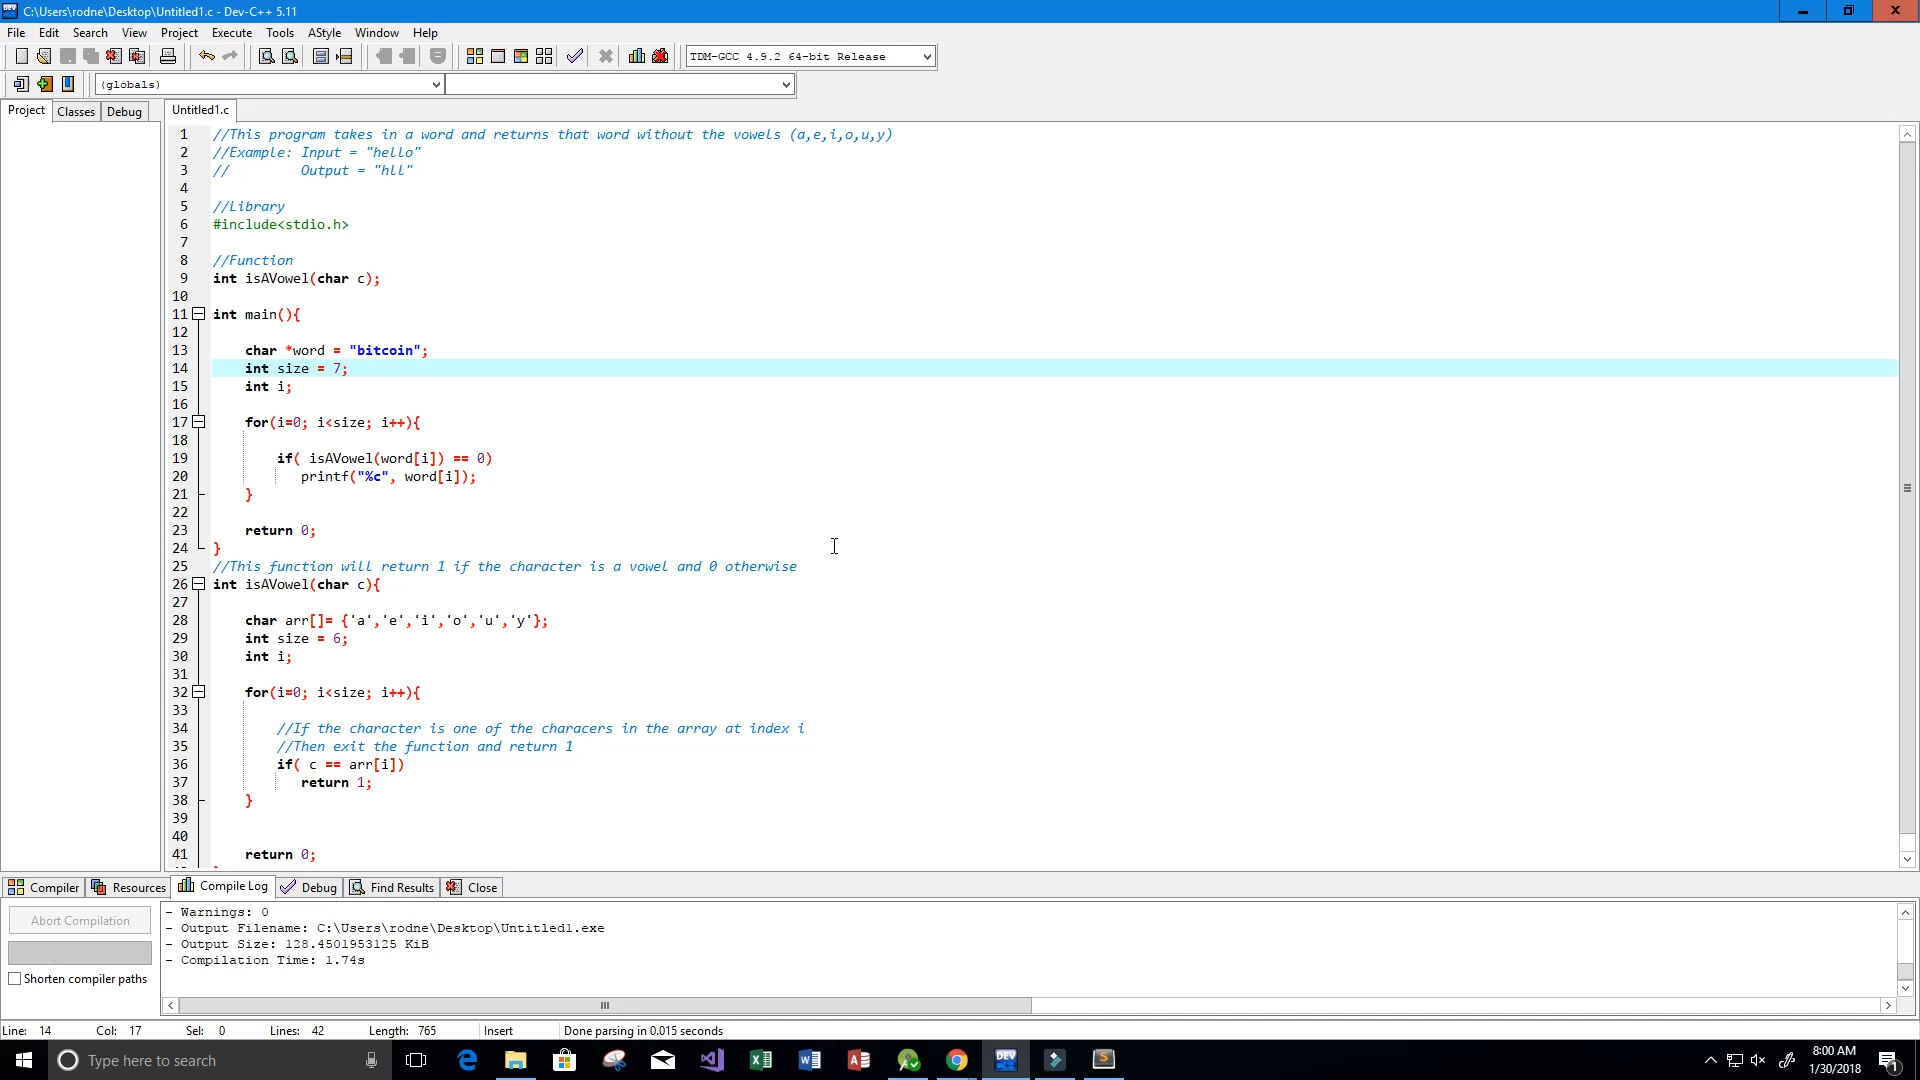 C:\Users\rodne\Desktop\Untitled1.c - Dev-C++ 5.11
File Edit Search View Project Execute Tools AStyle Window Help
TDM-GCC 4.9.2 64-bit Release
(globals)
Project Classes Debug Untitled1.c
1 //This program takes in a word and returns that word without the vowels (a,e,i,o,u,y)
2 //Example: Input = "hello"
3 // Output = "hll"
4
5 //Library
6 #include<stdio.h>
7
8 //Function
9 int isAVowel(char c);
10
11 int main(){
12
13 char *word = "bitcoin";
14 int size = 7;
15 int i;
16
17 for(i=0; i<size; i++){
18
19 if( isAVowel(word[i]) == 0)
20 printf("%c", word[i]);
21 }
22
23 return 0;
24 }
25 //This function will return 1 if the character is a vowel and 0 otherwise
26 int isAVowel(char c){
27
28 char arr[]= {'a','e','i','o','u','y'};
29 int size = 6;
30 int i;
31
32 for(i=0; i<size; i++){
33
34 //If the character is one of the characers in the array at index i
35 //Then exit the function and return 1
36 if( c == arr[i])
37 return 1;
38 }
39
40
41 return 0;
Compiler Resources Compile Log Debug Find Results Close
Abort Compilation
Shorten compiler paths
- Warnings: 0
- Output Filename: C:\Users\rodne\Desktop\Untitled1.exe
- Output Size: 128.4501953125 KiB
- Compilation Time: 1.74s
Line: 14 Col: 17 Sel: 0 Lines: 42 Length: 765 Insert Done parsing in 0.015 seconds
Type here to search
DEV
8:00 AM
1/30/2018
1